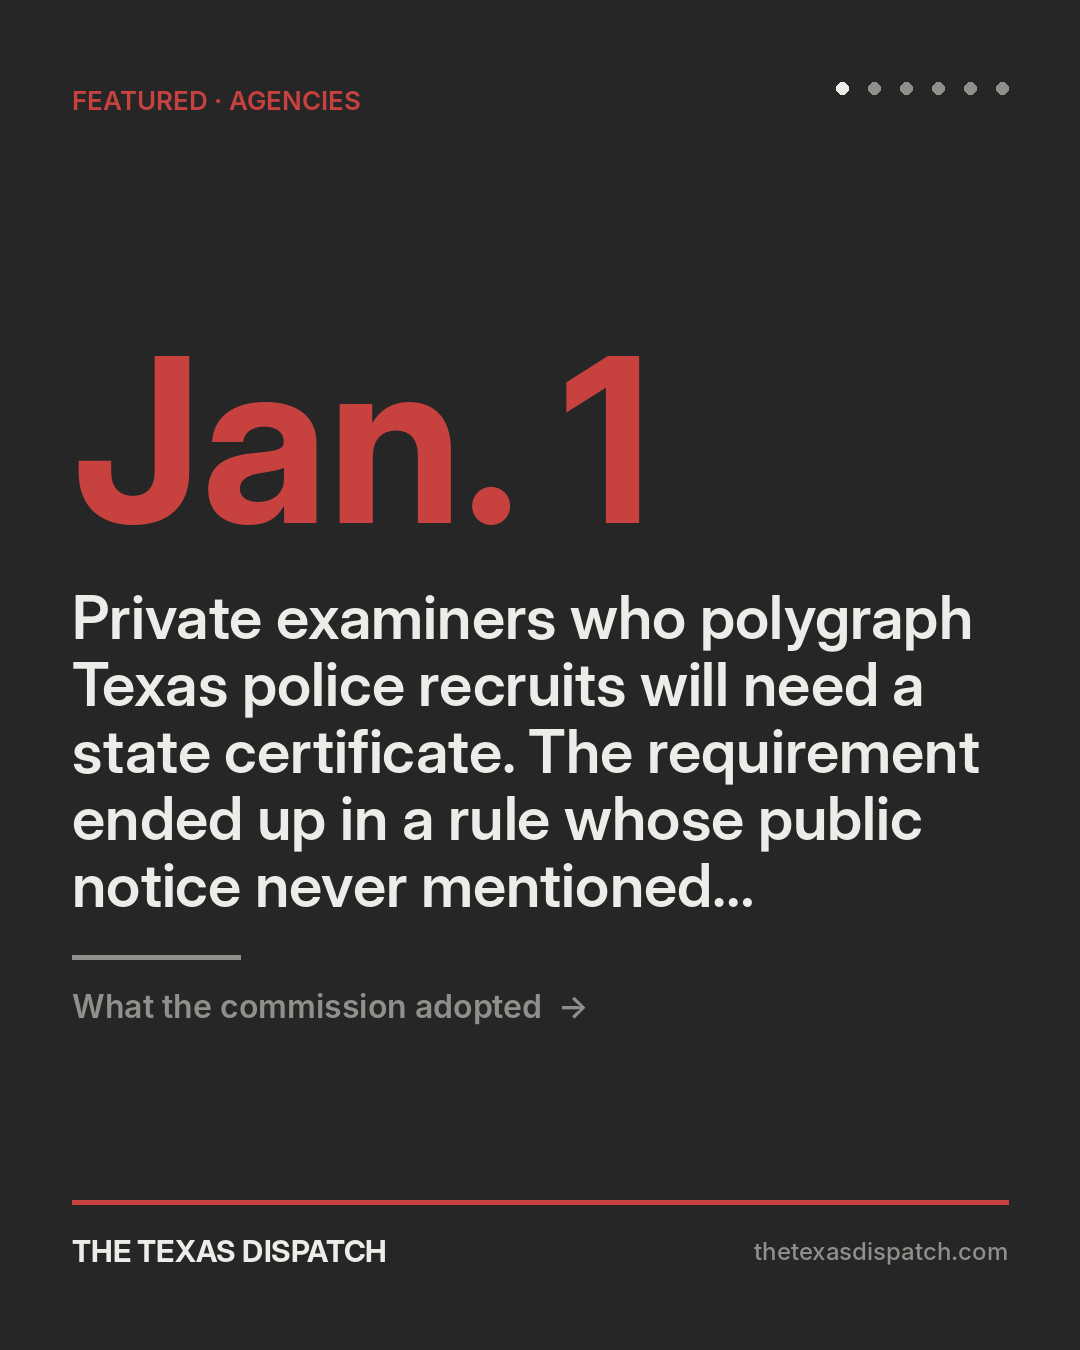 FEATURED · AGENCIES
Jan. 1
Private examiners who polygraph
Texas police recruits will need a
state certificate. The requirement
ended up in a rule whose public
notice never mentioned...
What the commission adopted →
THE TEXAS DISPATCH
thetexasdispatch.com